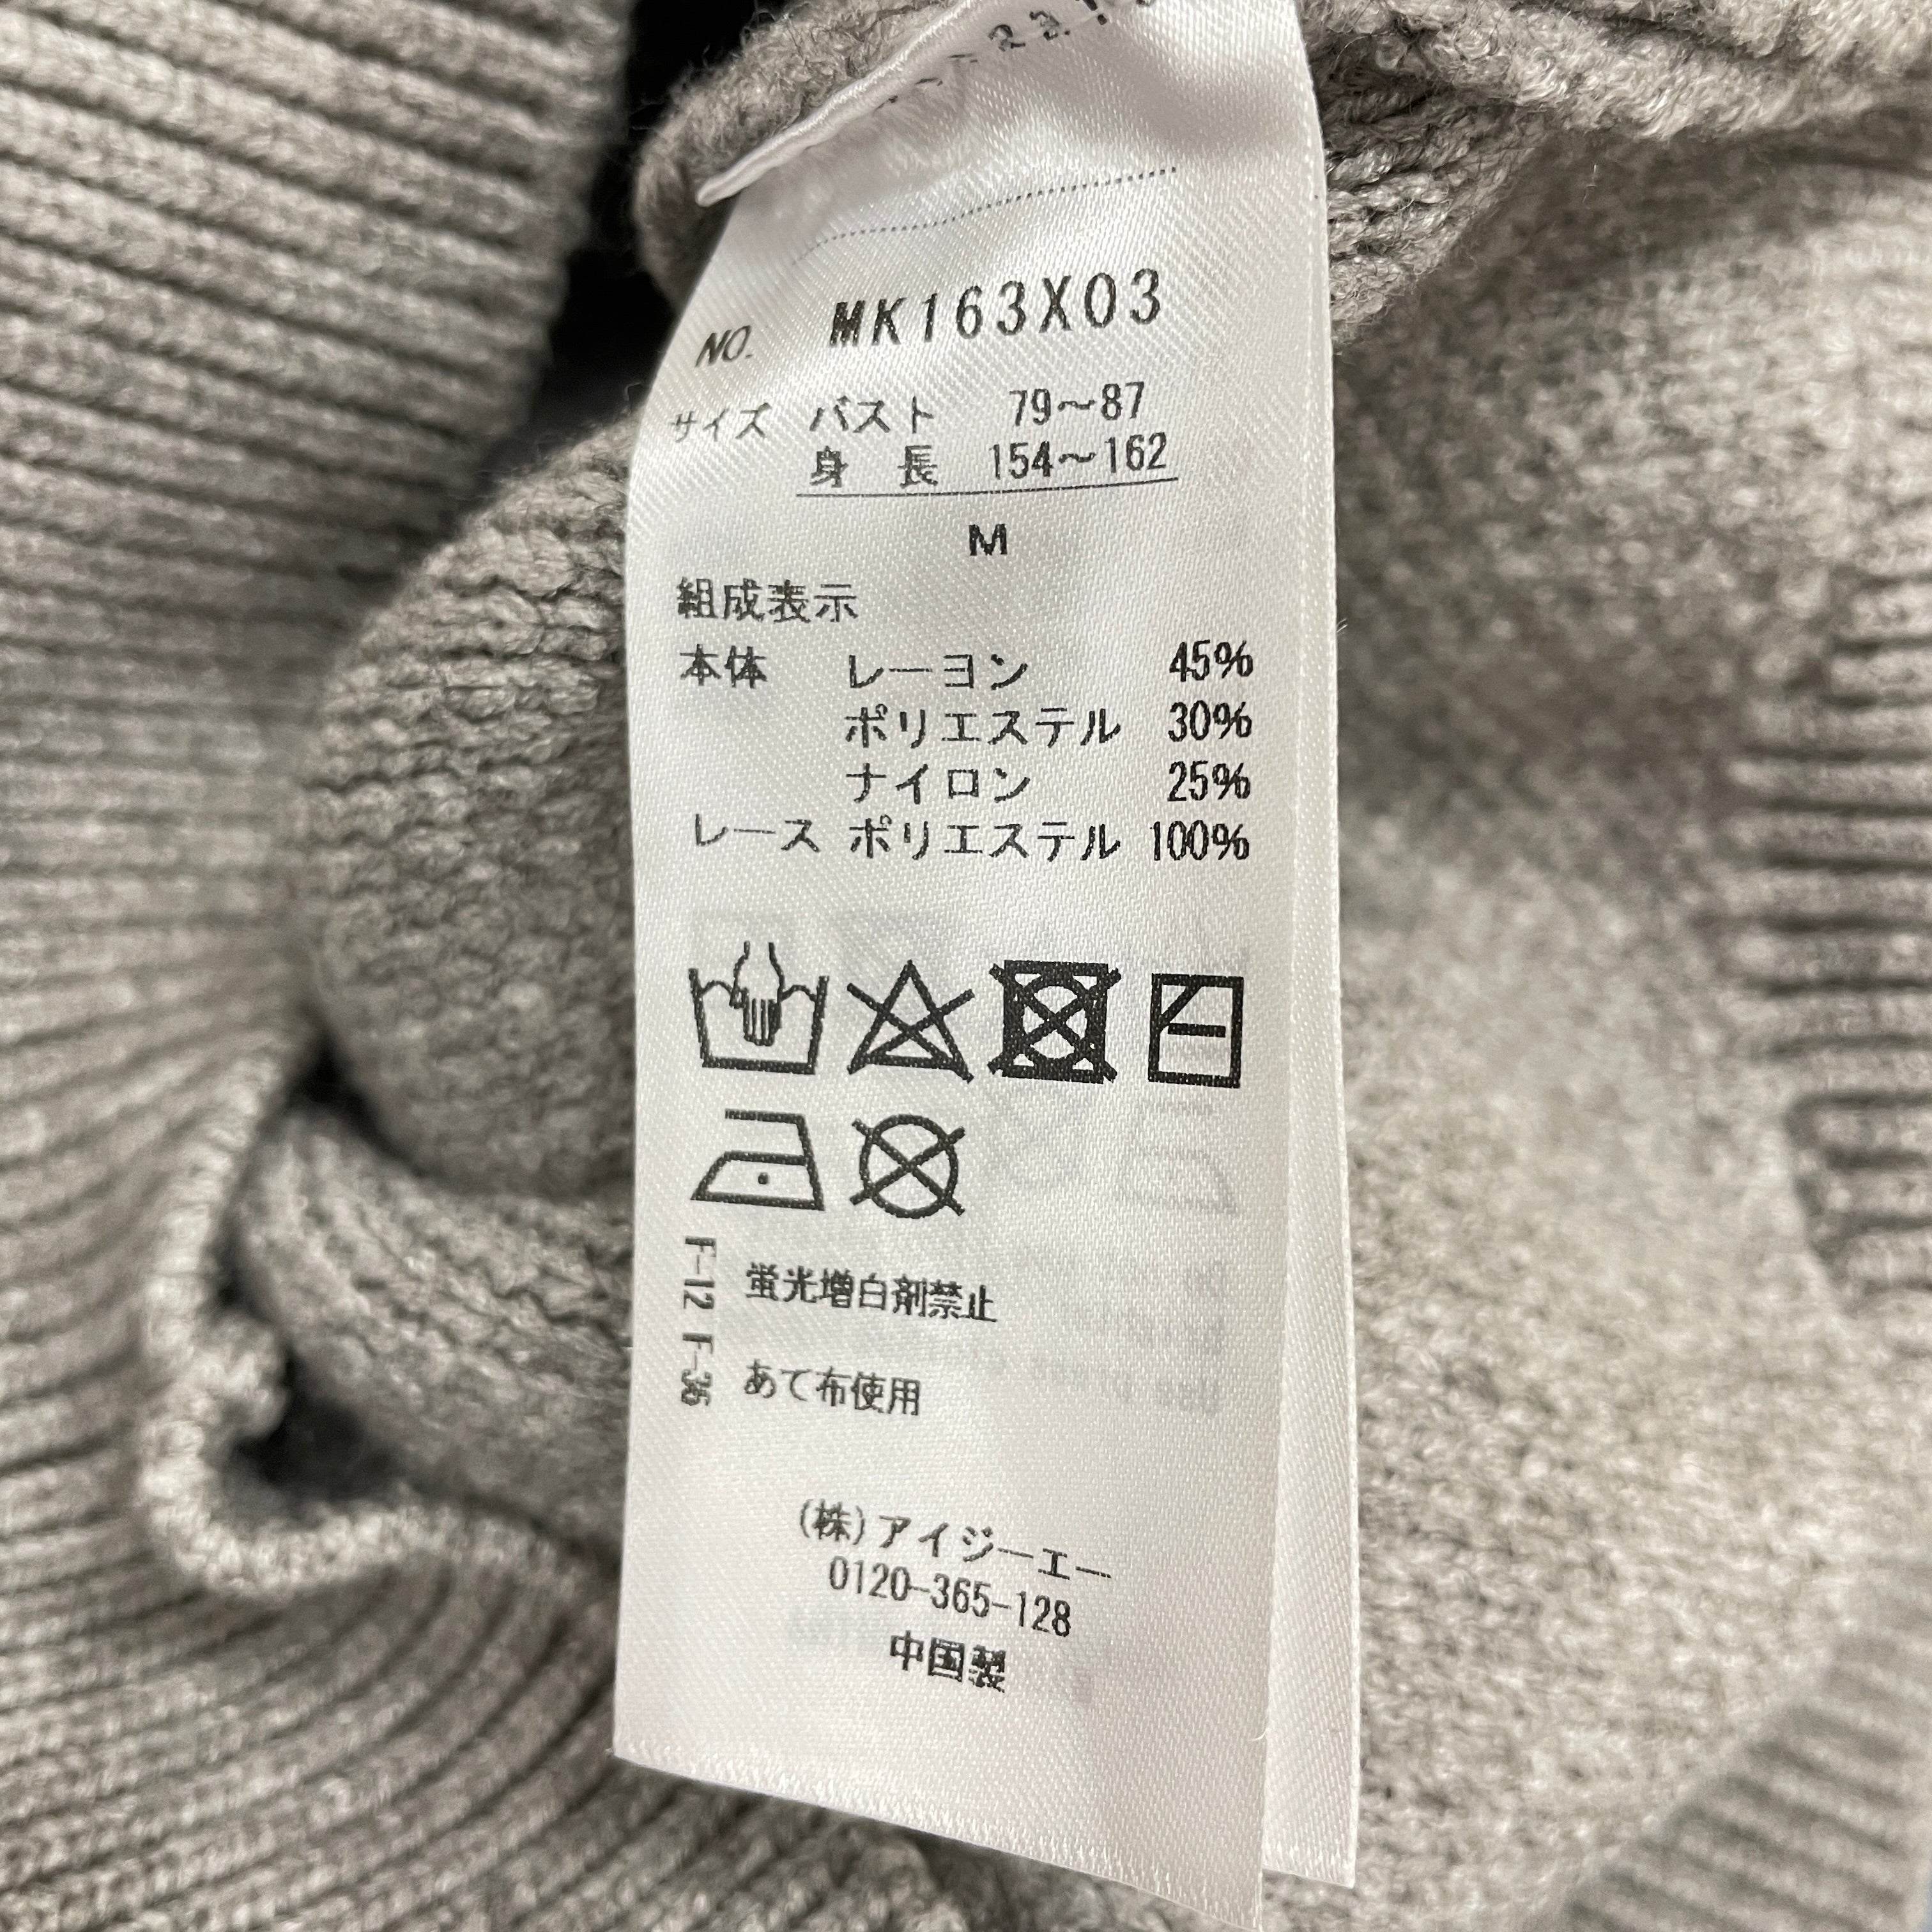 NO. MK163X03
サイズ バスト 79〜87
身長 154〜162
M
組成表示
本体 レーヨン 45%
ポリエステル 30%
ナイロン 25%
レース ポリエステル 100%
F-12 F-36
蛍光増白剤禁止
あて布使用
(株)アイジーエー
0120-365-128
中国製